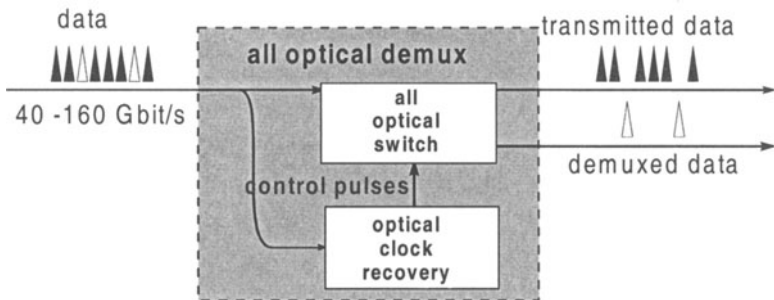 data
transmitted data
all optical demux
40 -160 Gbit/s
all
optical
switch
demuxed data
control pulses
optical
clock
recovery